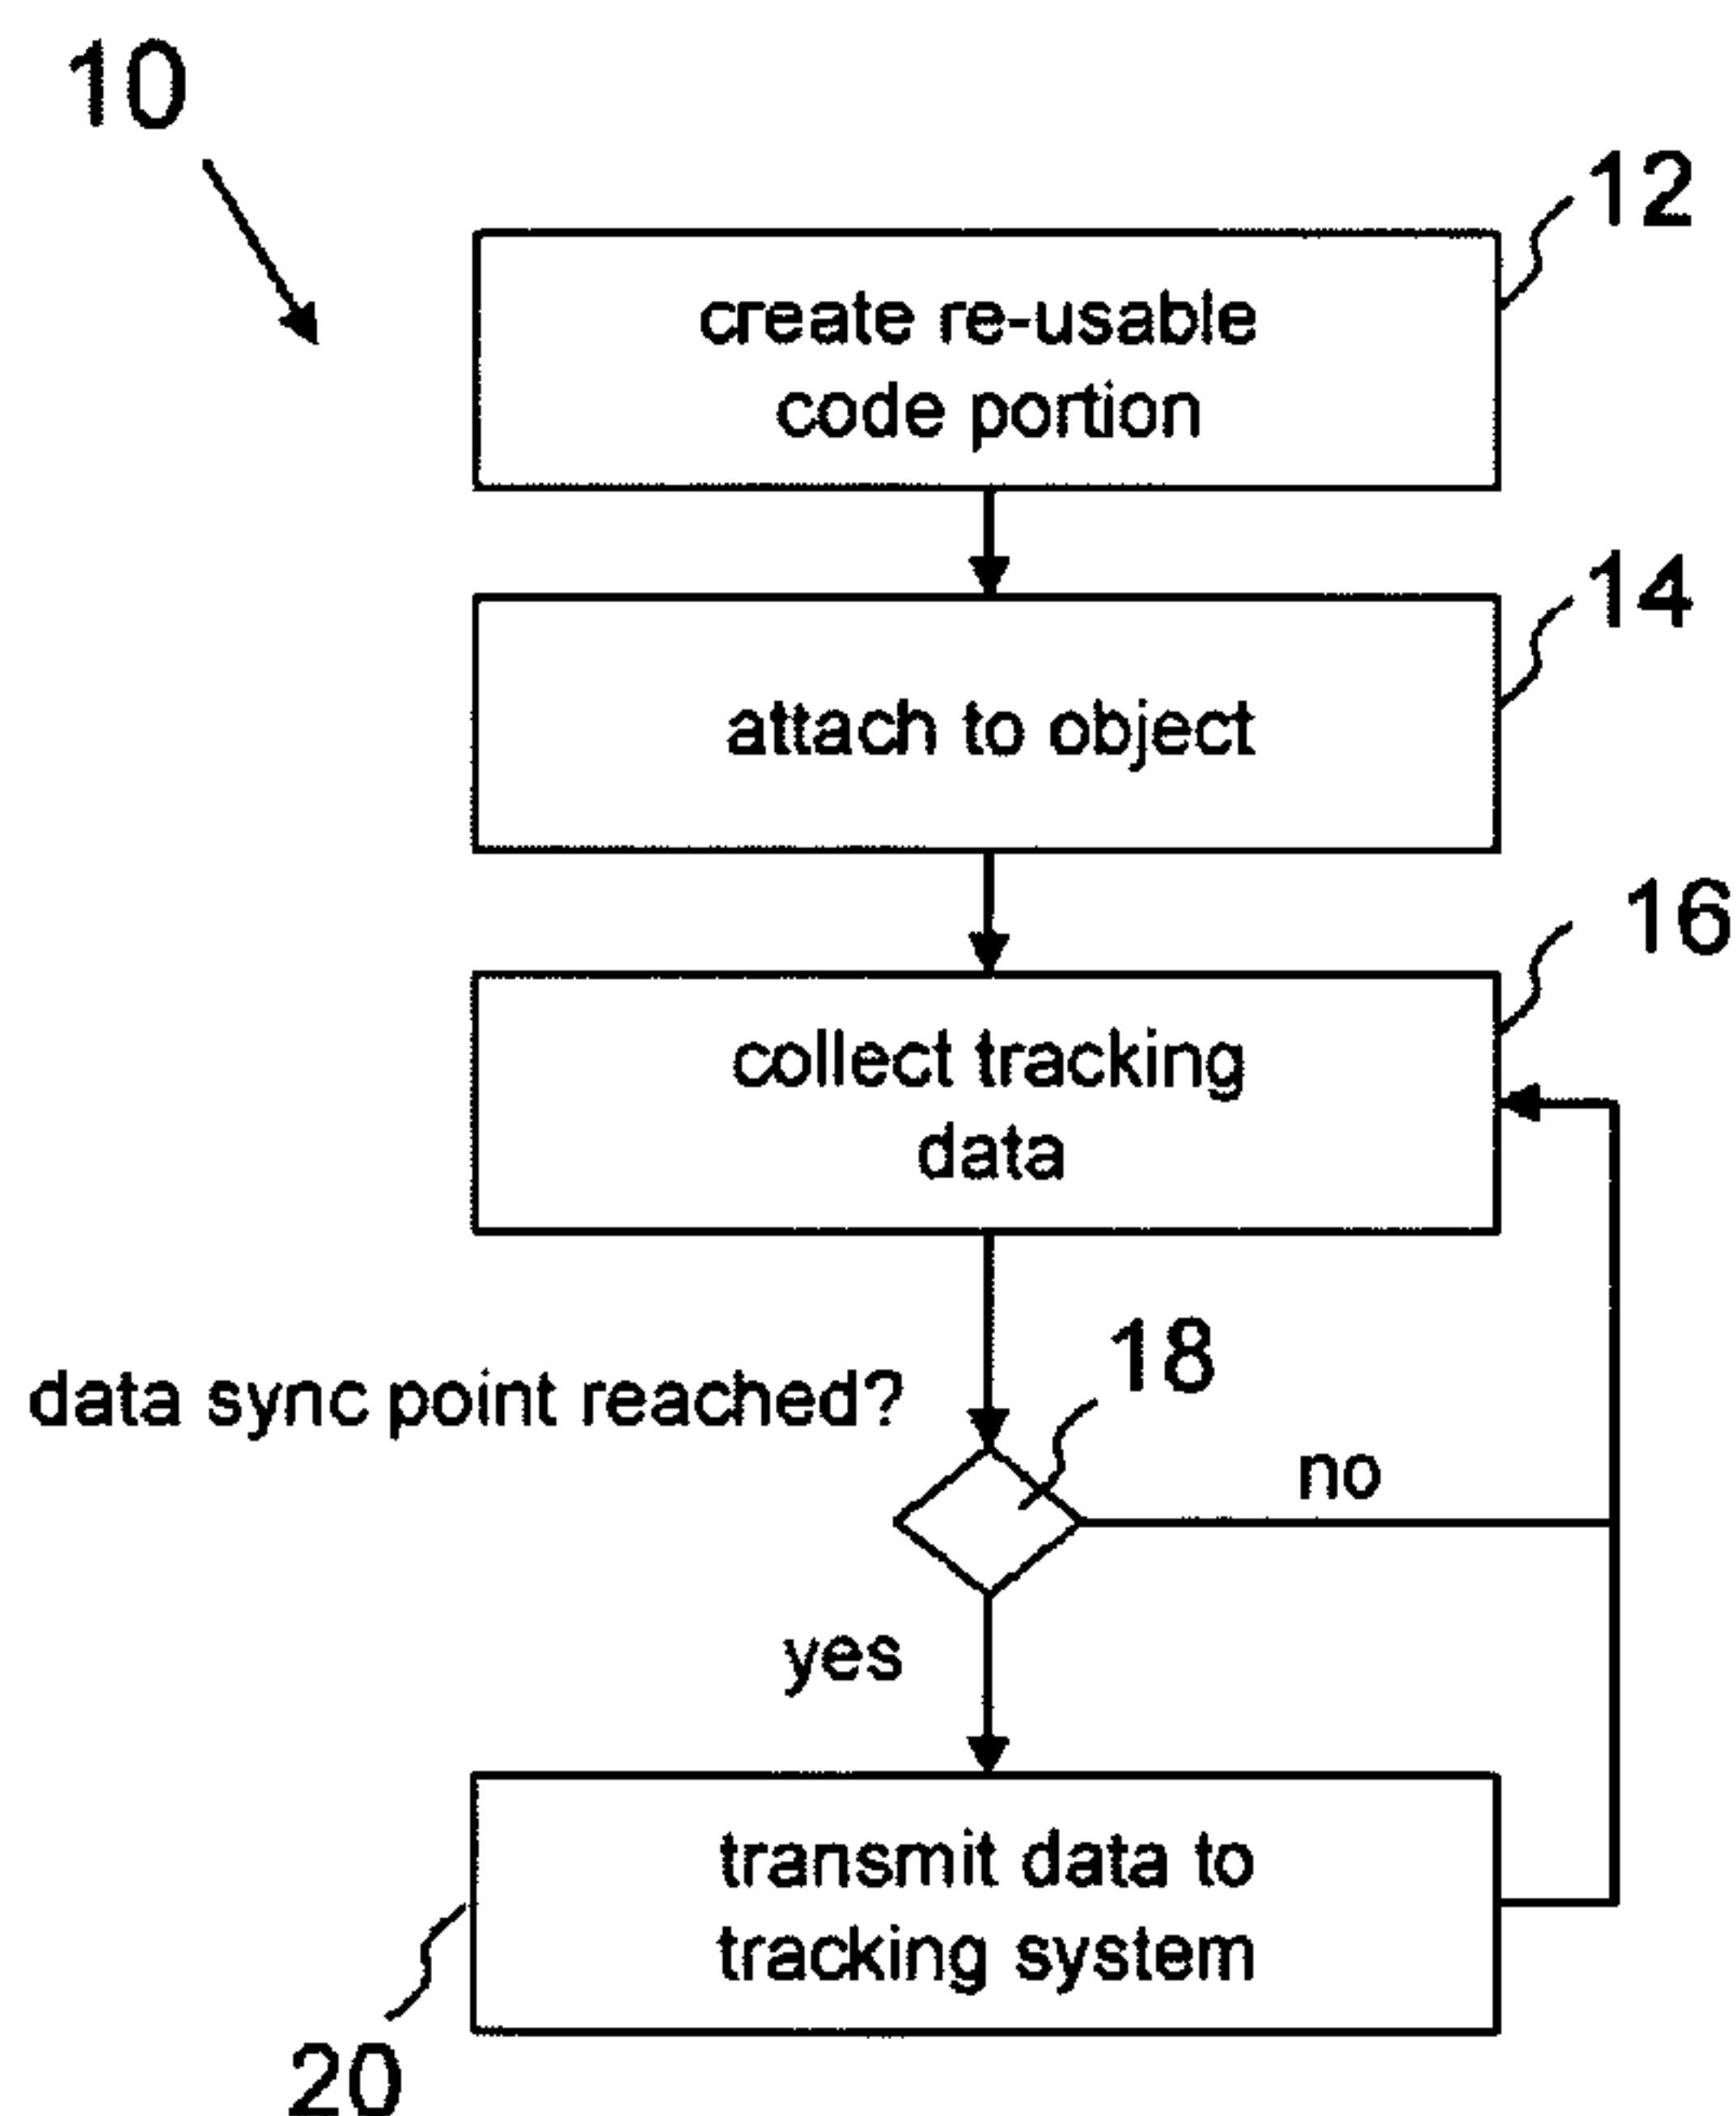 10
12
create re-usable
code portion
14
attach to object
16
collect tracking
data
18
data sync point reached?
no
yes
transmit data to
tracking system
20